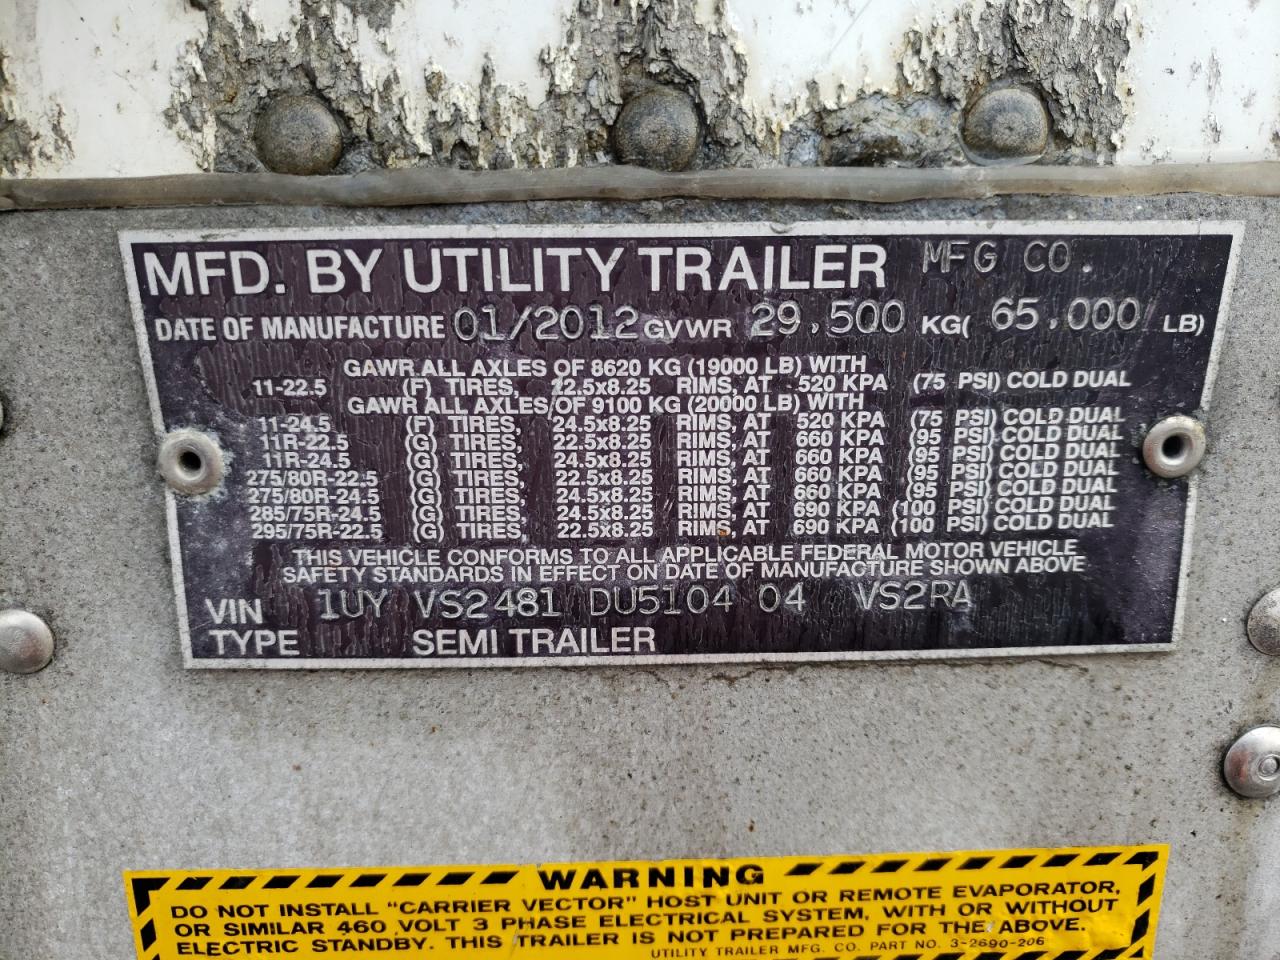 MFD. BY UTILITY TRAILER MFG CO.
DATE OF MANUFACTURE 01/2012 GVWR 29,500 KG( 65,000 LB)
GAWR ALL AXLES OF 8620 KG (19000 LB) WITH
11-22.5 (F) TIRES, 22.5x8.25 RIMS, AT 520 KPA (75 PSI) COLD DUAL
GAWR ALL AXLES OF 9100 KG (20000 LB) WITH
11-24.5 (F) TIRES, 24.5x8.25 RIMS, AT 520 KPA (75 PSI) COLD DUAL
11R-22.5 (G) TIRES, 22.5x8.25 RIMS, AT 660 KPA (95 PSI) COLD DUAL
11R-24.5 (G) TIRES, 24.5x8.25 RIMS, AT 660 KPA (95 PSI) COLD DUAL
275/80R-22.5 (G) TIRES, 22.5x8.25 RIMS, AT 660 KPA (95 PSI) COLD DUAL
275/80R-24.5 (G) TIRES, 24.5x8.25 RIMS, AT 660 KPA (95 PSI) COLD DUAL
285/75R-24.5 (G) TIRES, 24.5x8.25 RIMS, AT 690 KPA (100 PSI) COLD DUAL
295/75R-22.5 (G) TIRES, 22.5x8.25 RIMS, AT 690 KPA (100 PSI) COLD DUAL
THIS VEHICLE CONFORMS TO ALL APPLICABLE FEDERAL MOTOR VEHICLE
SAFETY STANDARDS IN EFFECT ON DATE OF MANUFACTURE SHOWN ABOVE
VIN 1UY VS2 481 DU5104 04 VS2RA
TYPE SEMI TRAILER
WARNING
DO NOT INSTALL "CARRIER VECTOR" HOST UNIT OR REMOTE EVAPORATOR,
OR SIMILAR 460 VOLT 3 PHASE ELECTRICAL SYSTEM, WITH OR WITHOUT
ELECTRIC STANDBY. THIS TRAILER IS NOT PREPARED FOR THE ABOVE.
UTILITY TRAILER MFG. CO. PART NO. 3-2690-206